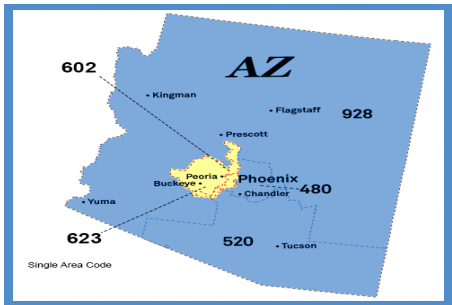 AZ
602
Kingman
Flagstaff
928
Prescott
Peoria
Phoenix
Buckeye
480
Chandler
Yuma
623
520
Tucson
Single Area Code